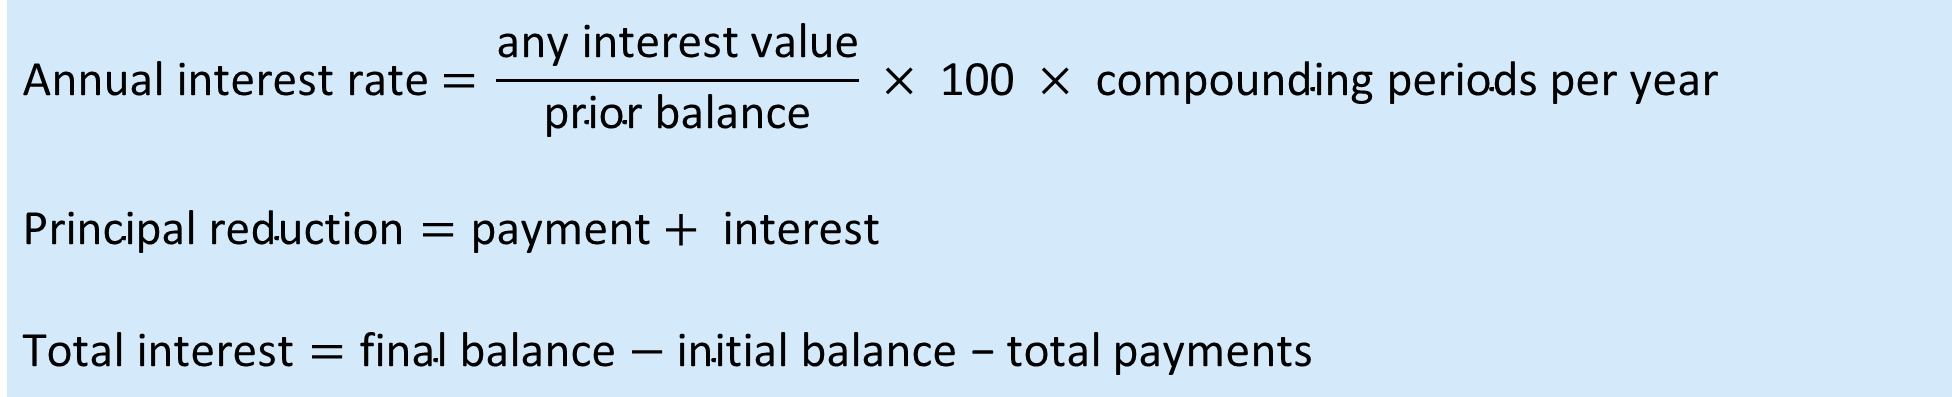 Annual interest rate = any interest value / prior balance × 100 × compounding periods per year
Principal reduction = payment + interest
Total interest = final balance − initial balance − total payments